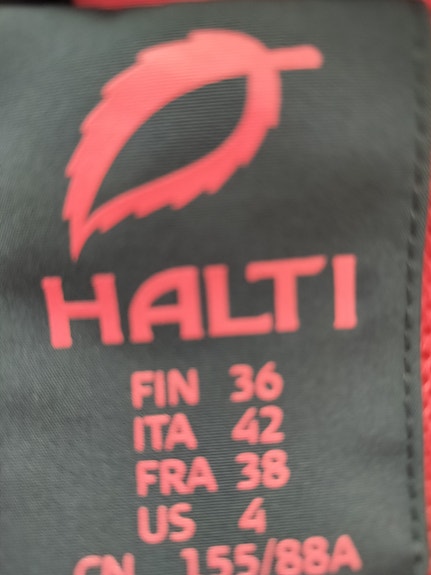 HALTI
FIN 36
ITA 42
FRA 38
US 4
CN 155/88A